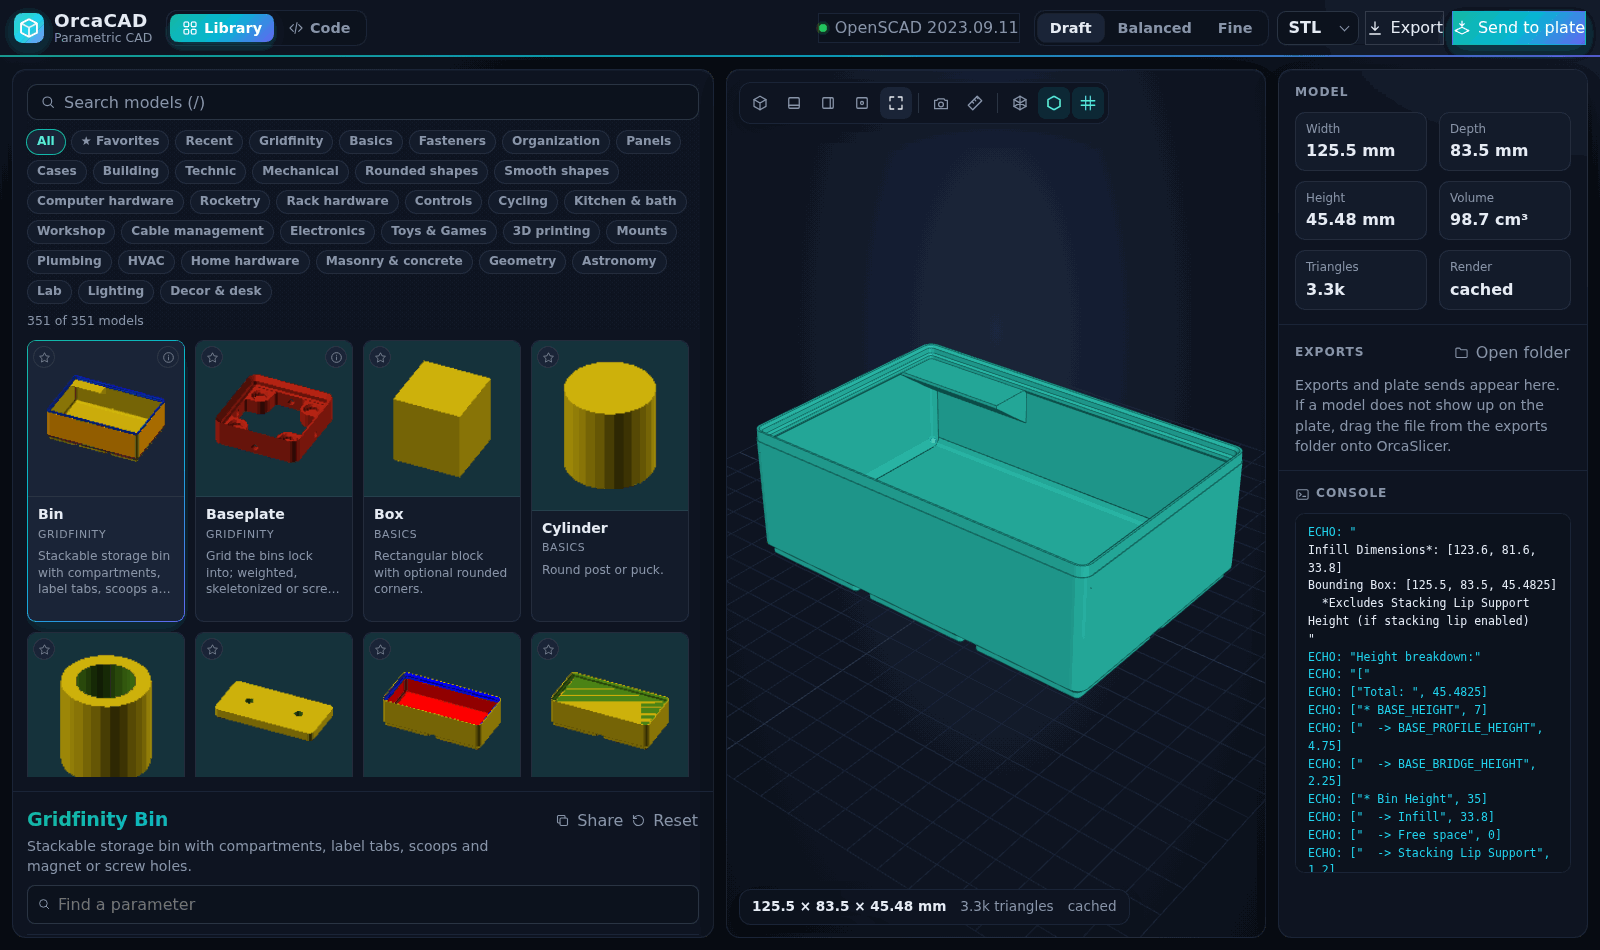 OrcaCAD
Parametric CAD
Library
Code
OpenSCAD 2023.09.11
Draft
Balanced
Fine
STL
Export
Send to plate
Search models (/)
All
★ Favorites
Recent
Gridfinity
Basics
Fasteners
Organization
Panels
Cases
Building
Technic
Mechanical
Rounded shapes
Smooth shapes
Computer hardware
Rocketry
Rack hardware
Controls
Cycling
Kitchen & bath
Workshop
Cable management
Electronics
Toys & Games
3D printing
Mounts
Plumbing
HVAC
Home hardware
Masonry & concrete
Geometry
Astronomy
Lab
Lighting
Decor & desk
351 of 351 models
Bin
GRIDFINITY
Stackable storage bin
with compartments,
label tabs, scoops a...
Baseplate
GRIDFINITY
Grid the bins lock
into; weighted,
skeletonized or scre...
Box
BASICS
Rectangular block
with optional rounded
corners.
Cylinder
BASICS
Round post or puck.
Gridfinity Bin
Share
Reset
Stackable storage bin with compartments, label tabs, scoops and
magnet or screw holes.
Find a parameter
125.5 × 83.5 × 45.48 mm
3.3k triangles
cached
MODEL
Width
125.5 mm
Depth
83.5 mm
Height
45.48 mm
Volume
98.7 cm³
Triangles
3.3k
Render
cached
EXPORTS
Open folder
Exports and plate sends appear here.
If a model does not show up on the
plate, drag the file from the exports
folder onto OrcaSlicer.
CONSOLE
ECHO: "
Infill Dimensions*: [123.6, 81.6,
33.8]
Bounding Box: [125.5, 83.5, 45.4825]
*Excludes Stacking Lip Support
Height (if stacking lip enabled)
"
ECHO: "Height breakdown:"
ECHO: "["
ECHO: ["Total: ", 45.4825]
ECHO: ["* BASE_HEIGHT", 7]
ECHO: ["  -> BASE_PROFILE_HEIGHT",
4.75]
ECHO: ["  -> BASE_BRIDGE_HEIGHT",
2.25]
ECHO: ["* Bin Height", 35]
ECHO: ["  -> Infill", 33.8]
ECHO: ["  -> Free space", 0]
ECHO: ["  -> Stacking Lip Support",
1.2]